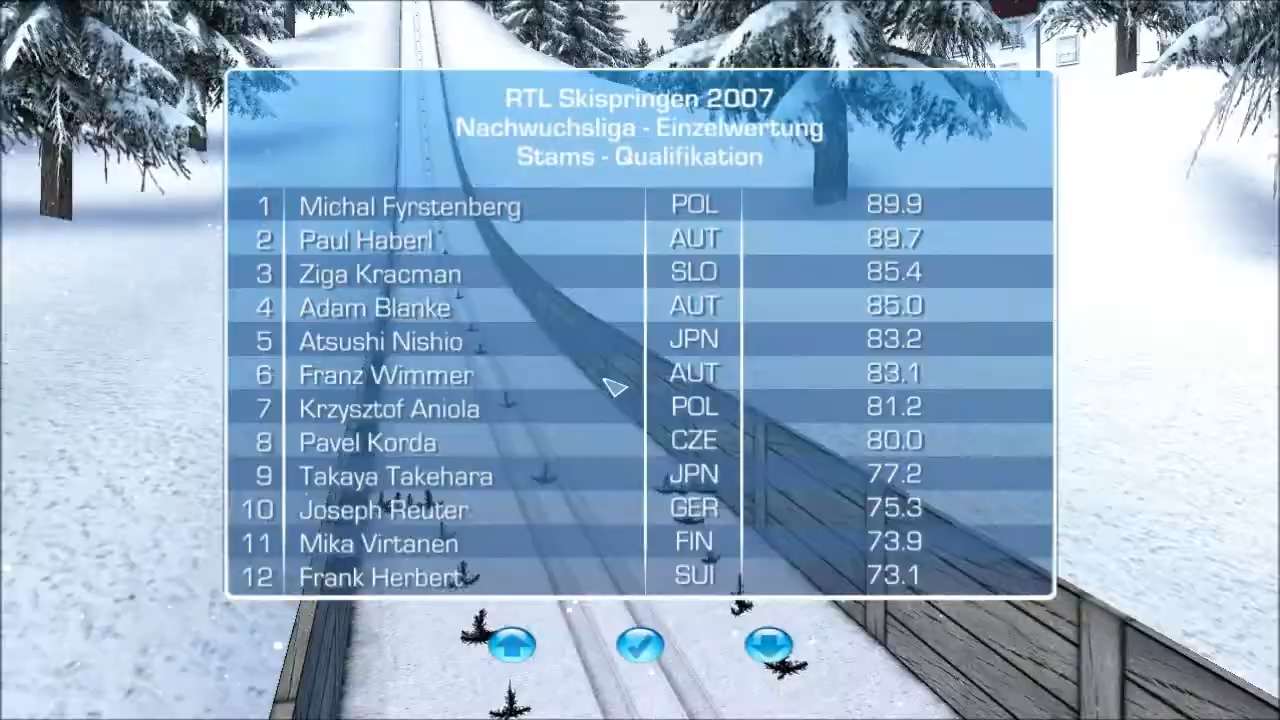 RTL Skispringen 2007
Nachwuchsliga - Einzelwertung
Stams - Qualifikation
1 Michal Fyrstenberg POL 89.9
2 Paul Haberl AUT 89.7
3 Ziga Kracman SLO 85.4
4 Adam Blanke AUT 85.0
5 Atsushi Nishio JPN 83.2
6 Franz Wimmer AUT 83.1
7 Krzysztof Aniola POL 81.2
8 Pavel Korda CZE 80.0
9 Takaya Takehara JPN 77.2
10 Joseph Reuter GER 75.3
11 Mika Virtanen FIN 73.9
12 Frank Herbert SUI 73.1